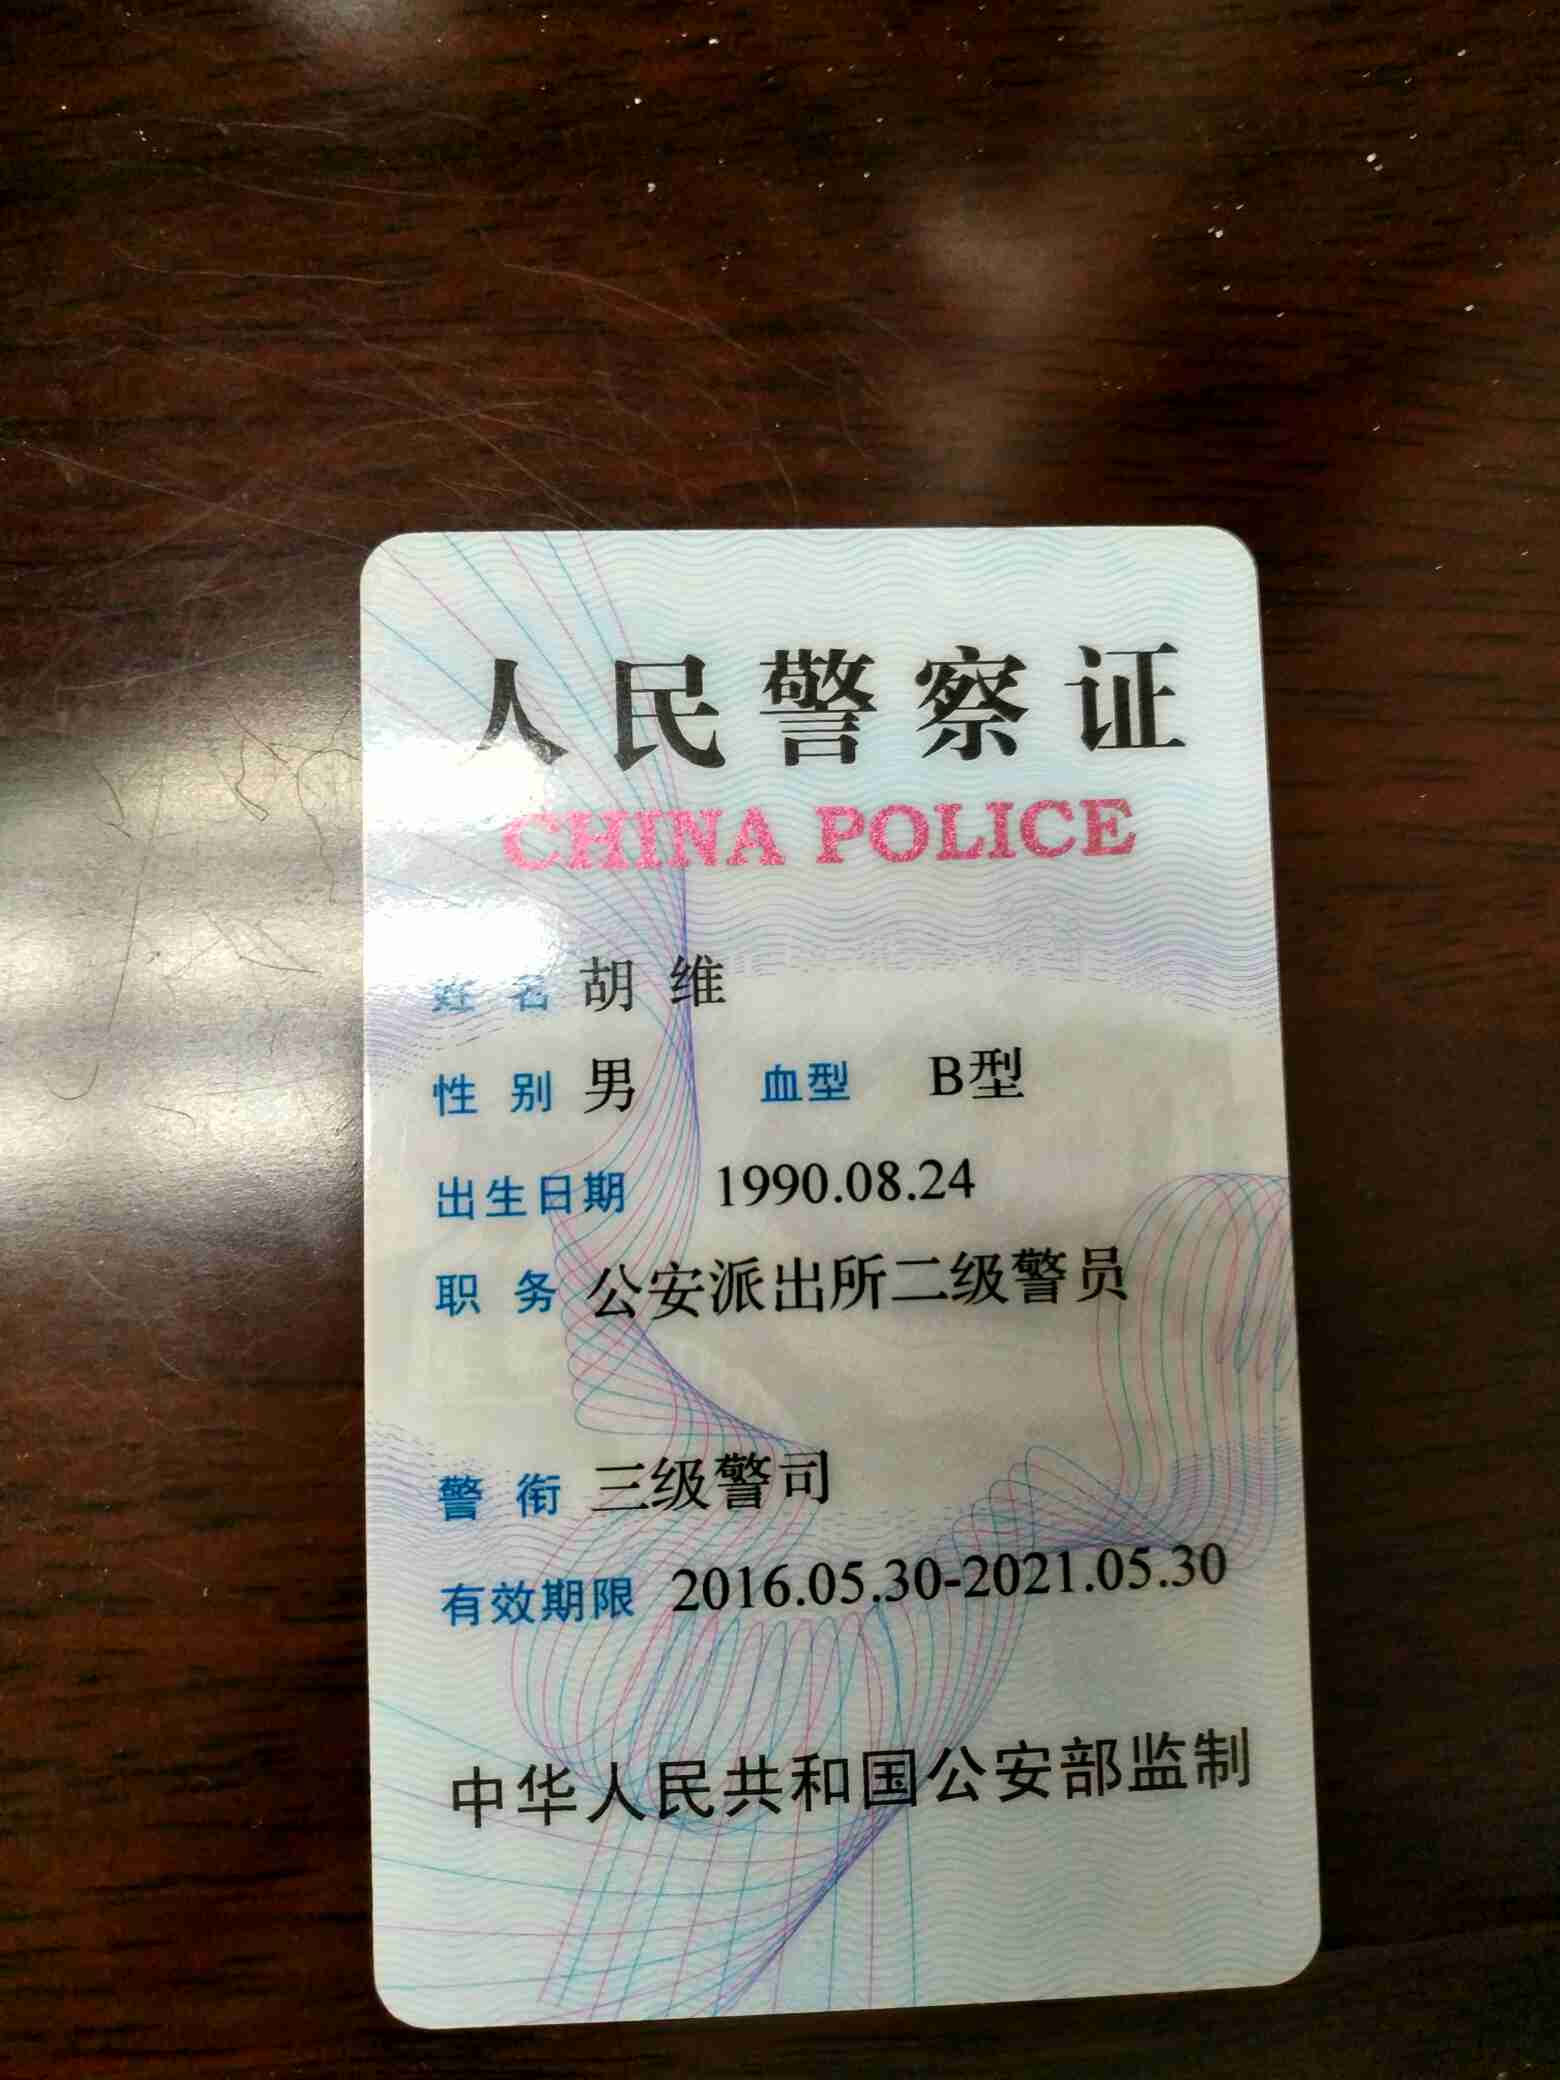 人民警察证
CHINA POLICE
姓名 胡维
性别 男 血型 B型
出生日期 1990.08.24
职务 公安派出所二级警员
警衔 三级警司
有效期限 2016.05.30-2021.05.30
中华人民共和国公安部监制